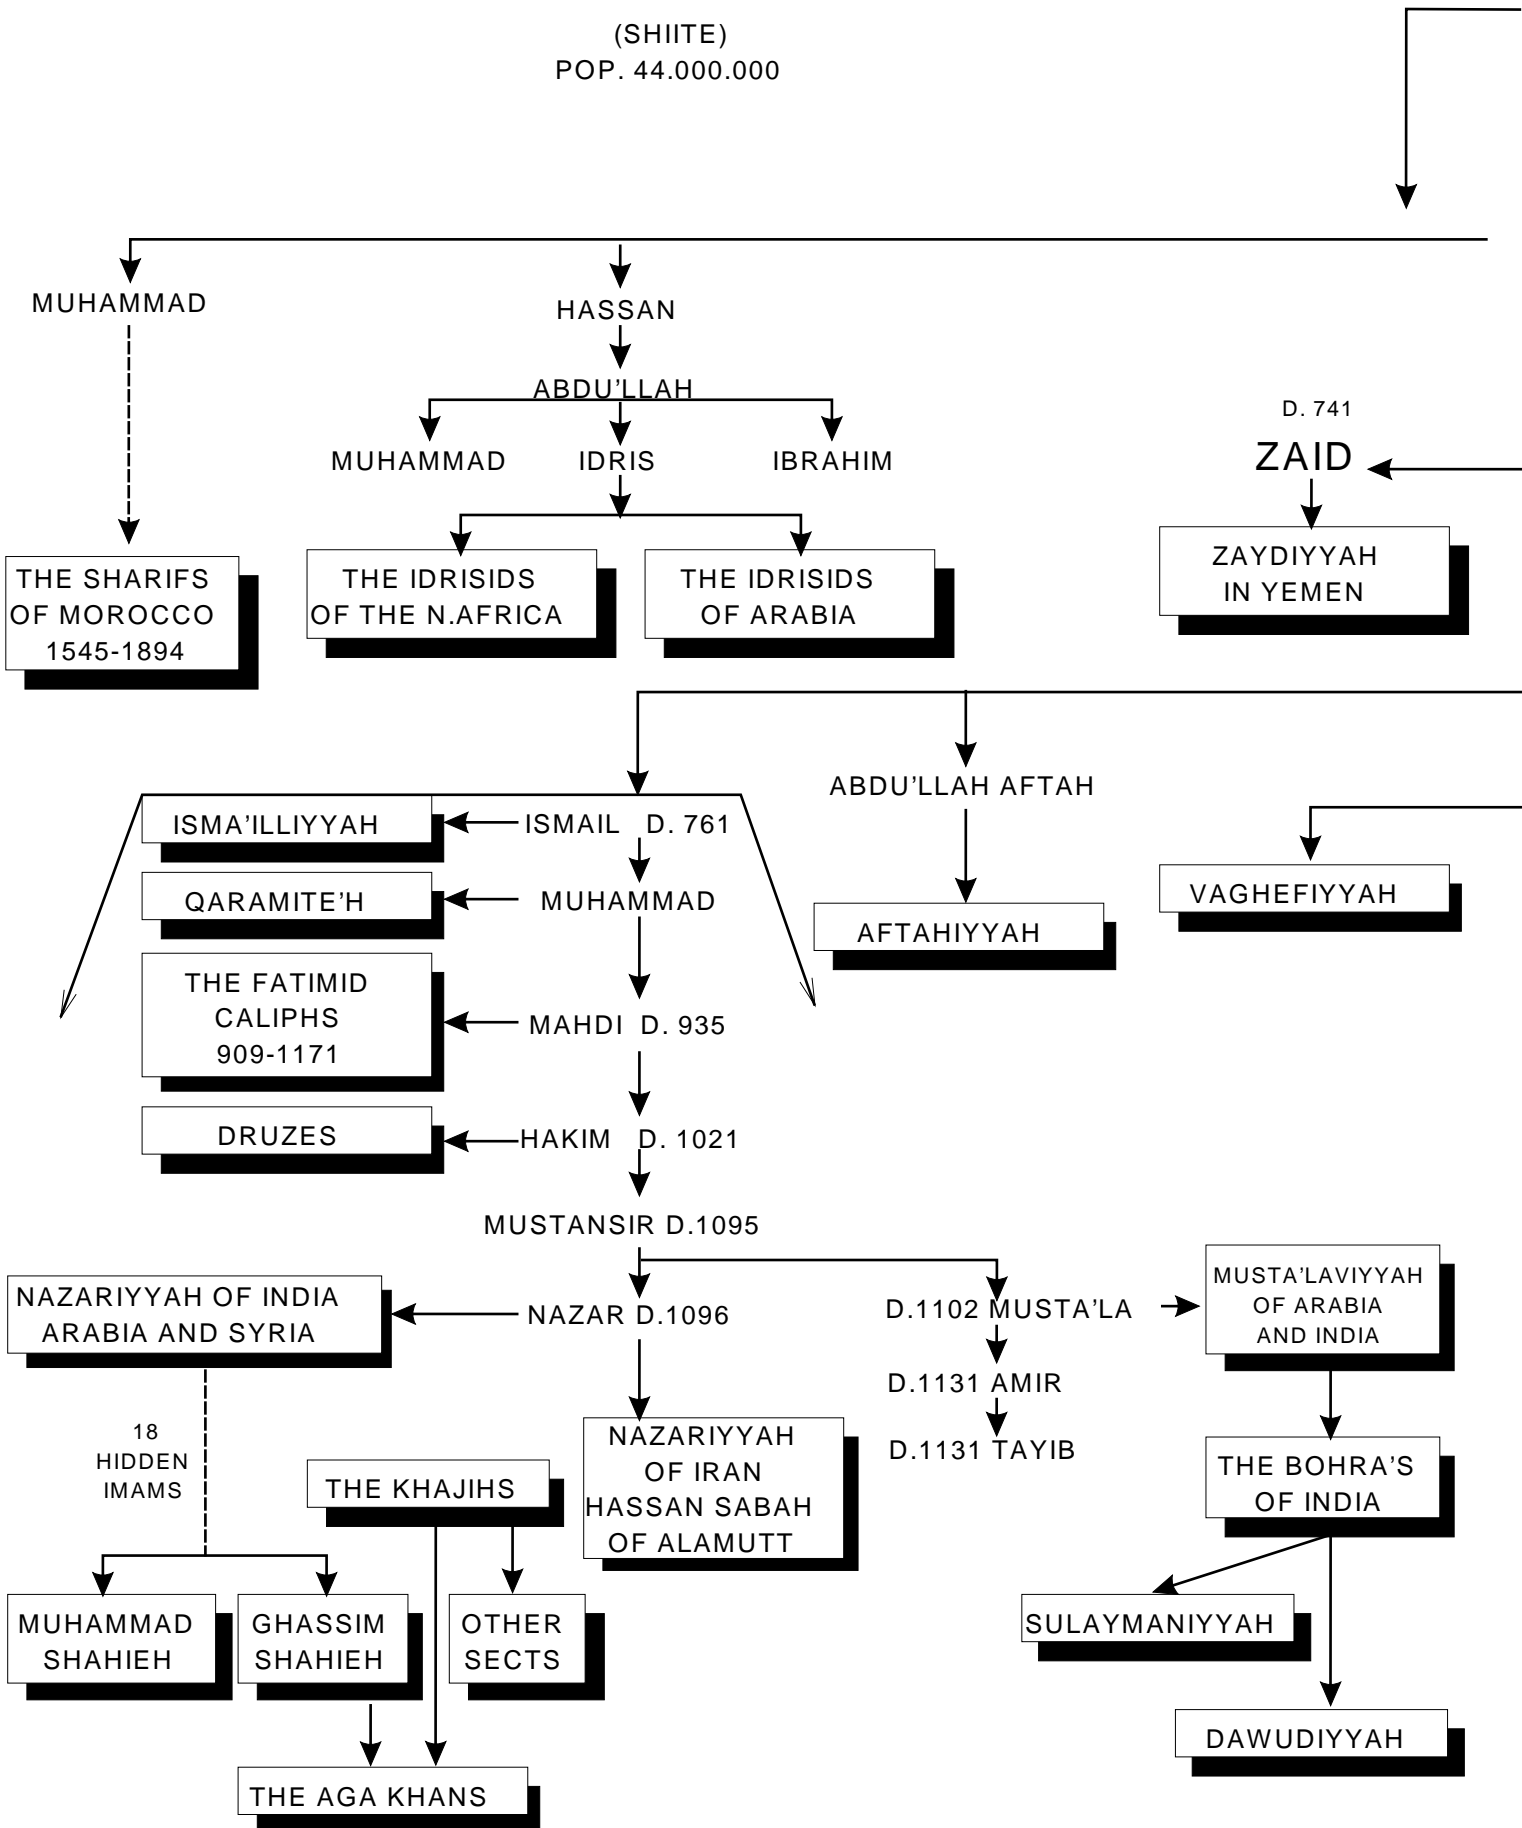 (SHIITE)
POP. 44.000.000
MUHAMMAD
HASSAN
ABDU'LLAH
MUHAMMAD
IDRIS
IBRAHIM
D. 741
ZAID
THE SHARIFS
OF MOROCCO
1545-1894
THE IDRISIDS
OF THE N.AFRICA
THE IDRISIDS
OF ARABIA
ZAYDIYYAH
IN YEMEN
ABDU'LLAH AFTAH
ISMA'ILLIYYAH
ISMAIL D. 761
QARAMITE'H
MUHAMMAD
VAGHEFIYYAH
AFTAHIYYAH
THE FATIMID
CALIPHS
909-1171
MAHDI D. 935
DRUZES
HAKIM D. 1021
MUSTANSIR D.1095
NAZARIYYAH OF INDIA
ARABIA AND SYRIA
NAZAR D.1096
D.1102 MUSTA'LA
MUSTA'LAVIYYAH
OF ARABIA
AND INDIA
D.1131 AMIR
D.1131 TAYIB
18
HIDDEN
IMAMS
THE KHAJIHS
NAZARIYYAH
OF IRAN
HASSAN SABAH
OF ALAMUTT
THE BOHRA'S
OF INDIA
MUHAMMAD
SHAHIEH
GHASSIM
SHAHIEH
OTHER
SECTS
SULAYMANIYYAH
DAWUDIYYAH
THE AGA KHANS